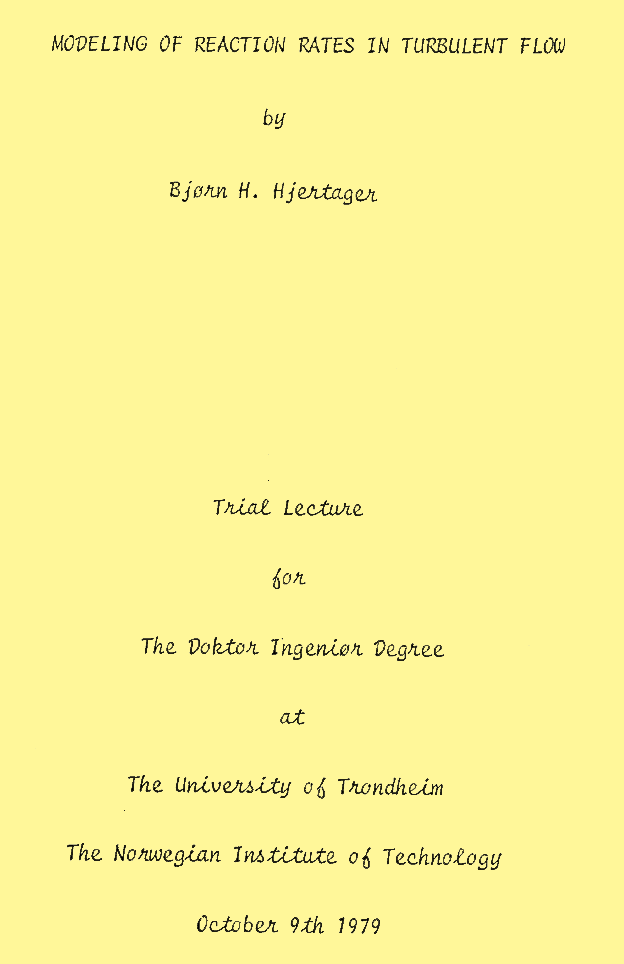 MODELING OF REACTION RATES IN TURBULENT FLOW
by
Bjørn H. Hjertager
Trial Lecture
for
The Doktor Ingeniør Degree
at
The University of Trondheim
The Norwegian Institute of Technology
October 9th 1979